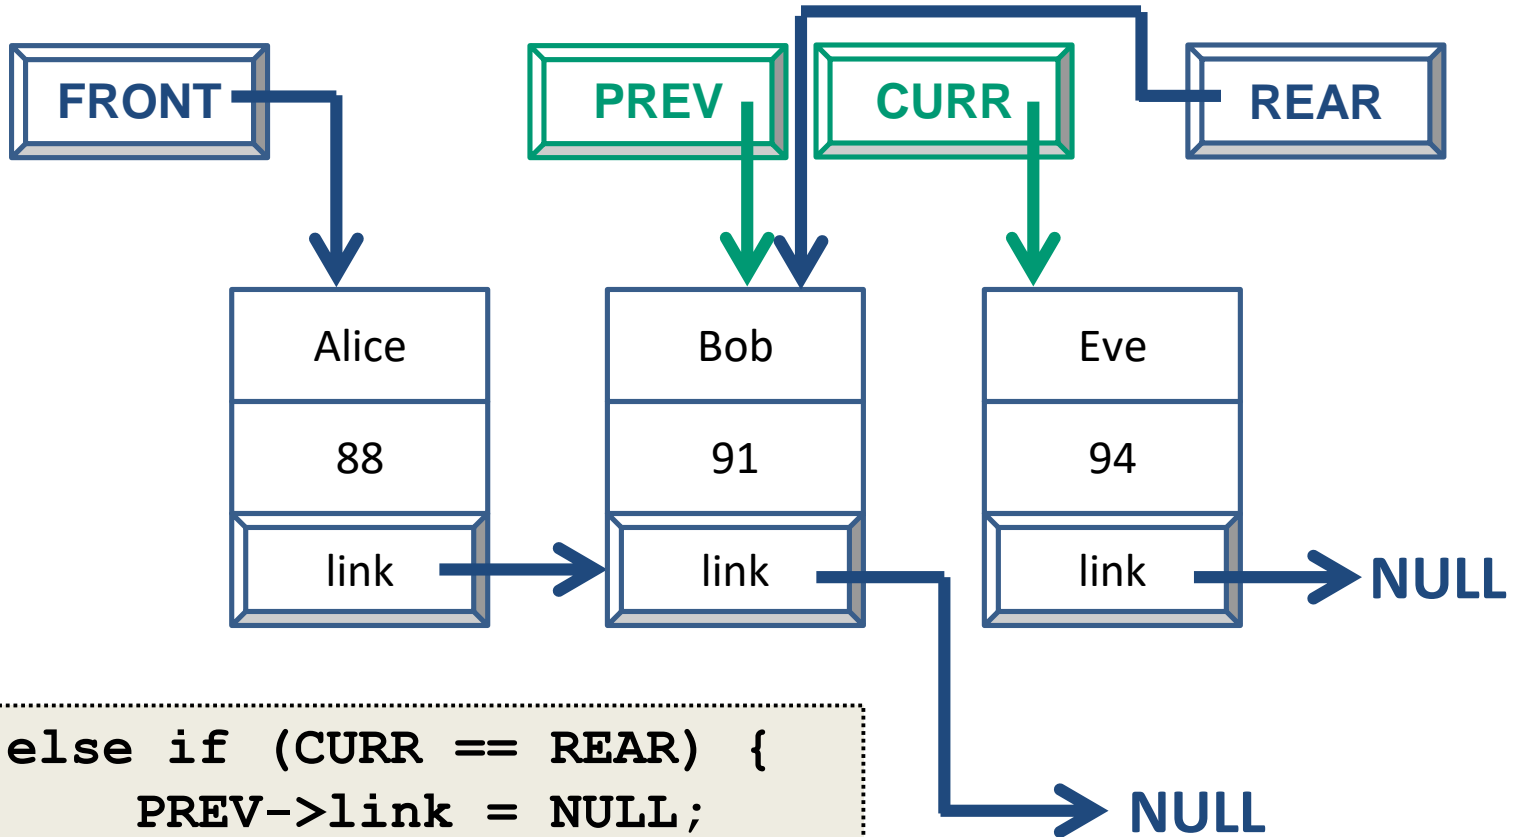 FRONT
PREV
CURR
REAR
Alice
Bob
Eve
88
91
94
link
link
link
NULL
else if (CURR == REAR) {
PREV->link = NULL;
NULL